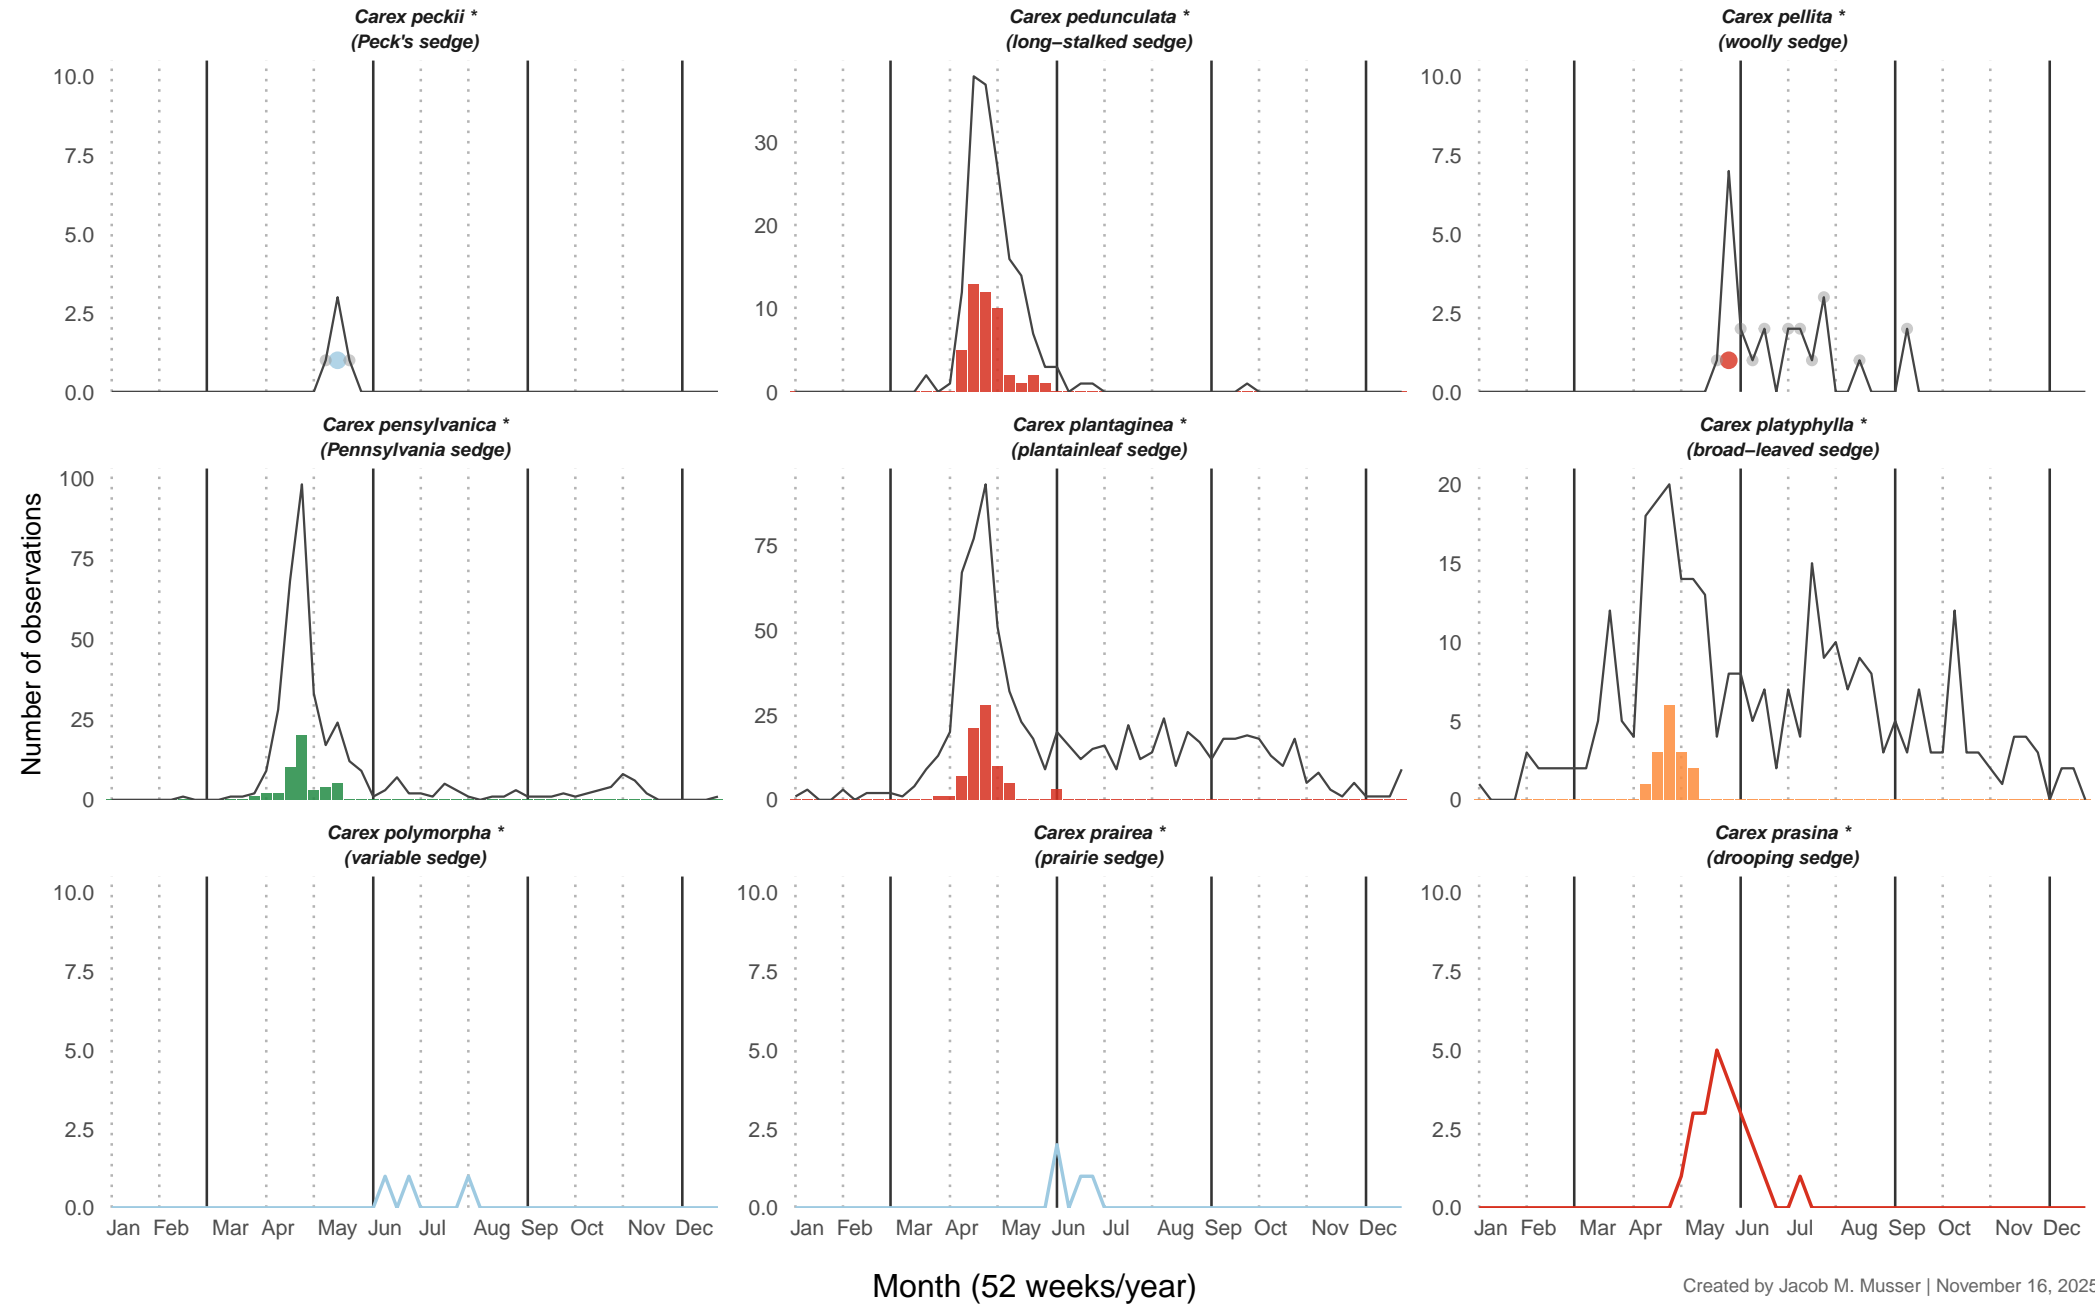 Carex peckii *
(Peck's sedge)
Carex pedunculata *
(long−stalked sedge)
Carex pellita *
(woolly sedge)
10.0
7.5
5.0
2.5
0.0
30
20
10
0
10.0
7.5
5.0
2.5
0.0
Carex pensylvanica *
(Pennsylvania sedge)
Carex plantaginea *
(plantainleaf sedge)
Carex platyphylla *
(broad−leaved sedge)
Number of observations
100
75
50
25
0
75
50
25
0
20
15
10
5
0
Carex polymorpha *
(variable sedge)
Carex prairea *
(prairie sedge)
Carex prasina *
(drooping sedge)
10.0
7.5
5.0
2.5
0.0
10.0
7.5
5.0
2.5
0.0
10.0
7.5
5.0
2.5
0.0
Jan Feb Mar Apr May Jun Jul Aug Sep Oct Nov Dec
Jan Feb Mar Apr May Jun Jul Aug Sep Oct Nov Dec
Jan Feb Mar Apr May Jun Jul Aug Sep Oct Nov Dec
Month (52 weeks/year)
Created by Jacob M. Musser | November 16, 2025